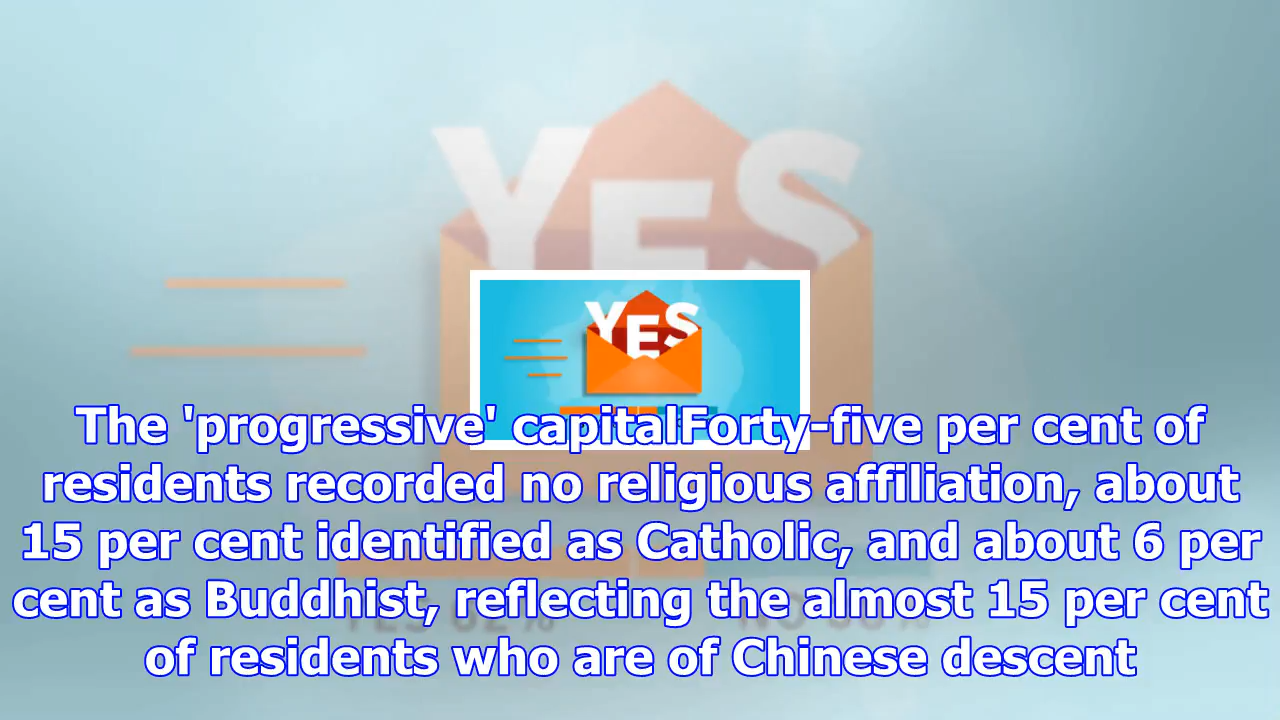 YES
YES
The 'progressive' capitalForty-five per cent of
residents recorded no religious affiliation, about
15 per cent identified as Catholic, and about 6 per
cent as Buddhist, reflecting the almost 15 per cent
of residents who are of Chinese descent